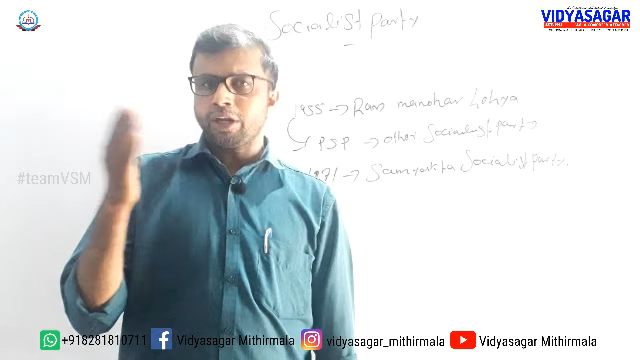 Socialist party
VIDYASAGAR
1955 → Ram manohar Lohiya
PSP → other Socialist party
#teamVSM
1971 → Samyukta Socialist party.
+918281810711 Vidyasagar Mithirmala vidyasagar_mithirmala Vidyasagar Mithirmala